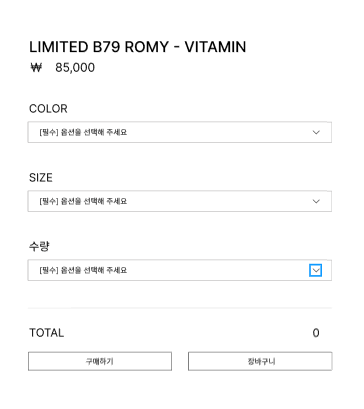 LIMITED B79 ROMY - VITAMIN
₩ 85,000
COLOR
[필수] 옵션을 선택해 주세요
SIZE
[필수] 옵션을 선택해 주세요
수량
[필수] 옵션을 선택해 주세요
TOTAL 0
구매하기 장바구니